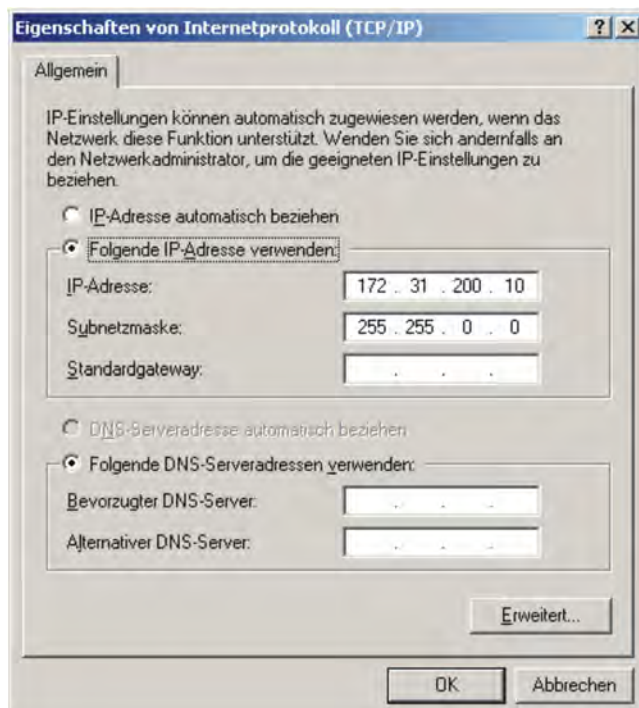 Eigenschaften von Internetprotokoll (TCP/IP)
Allgemein
IP-Einstellungen können automatisch zugewiesen werden, wenn das
Netzwerk diese Funktion unterstützt. Wenden Sie sich andernfalls an
den Netzwerkadministrator, um die geeigneten IP-Einstellungen zu
beziehen.
IP-Adresse automatisch beziehen
Folgende IP-Adresse verwenden:
IP-Adresse: 172 . 31 . 200 . 10
Subnetzmaske: 255 . 255 . 0 . 0
Standardgateway: . . .
DNS-Serveradresse automatisch beziehen
Folgende DNS-Serveradressen verwenden:
Bevorzugter DNS-Server: . . .
Alternativer DNS-Server: . . .
Erweitert...
OK Abbrechen